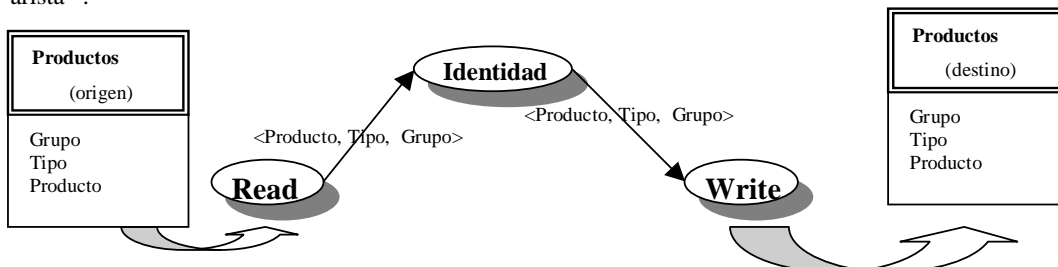 arista".
Productos
(origen)
Grupo
Tipo
Producto
Read
<Producto, Tipo, Grupo>
Identidad
<Producto, Tipo, Grupo>
Write
Productos
(destino)
Grupo
Tipo
Producto